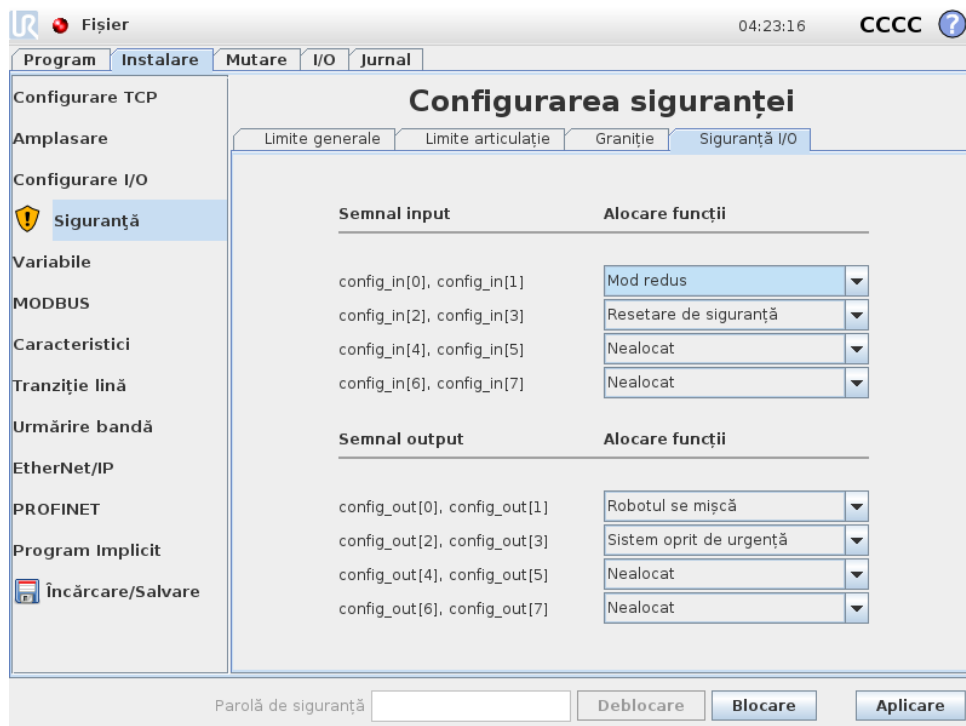 UR Fișier 04:23:16 CCCC ?
Program Instalare Mutare I/O Jurnal
Configurare TCP
Amplasare
Configurare I/O
Siguranță
Variabile
MODBUS
Caracteristici
Tranziție lină
Urmărire bandă
EtherNet/IP
PROFINET
Program Implicit
Încărcare/Salvare
Configurarea siguranței
Limite generale Limite articulație Graniție Siguranță I/O
Semnal input Alocare funcții
config_in[0], config_in[1] Mod redus
config_in[2], config_in[3] Resetare de siguranță
config_in[4], config_in[5] Nealocat
config_in[6], config_in[7] Nealocat
Semnal output Alocare funcții
config_out[0], config_out[1] Robotul se mișcă
config_out[2], config_out[3] Sistem oprit de urgență
config_out[4], config_out[5] Nealocat
config_out[6], config_out[7] Nealocat
Parolă de siguranță Deblocare Blocare Aplicare